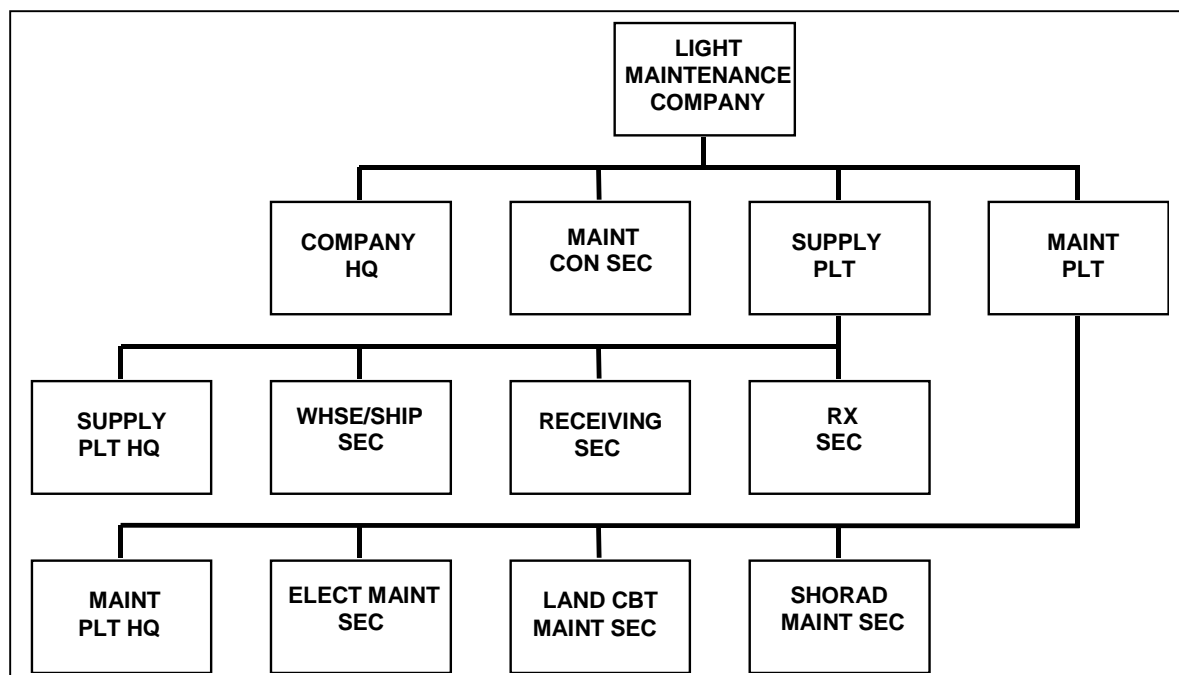 LIGHT
MAINTENANCE
COMPANY
COMPANY
HQ
MAINT
CON SEC
SUPPLY
PLT
MAINT
PLT
SUPPLY
PLT HQ
WHSE/SHIP
SEC
RECEIVING
SEC
RX
SEC
MAINT
PLT HQ
ELECT MAINT
SEC
LAND CBT
MAINT SEC
SHORAD
MAINT SEC